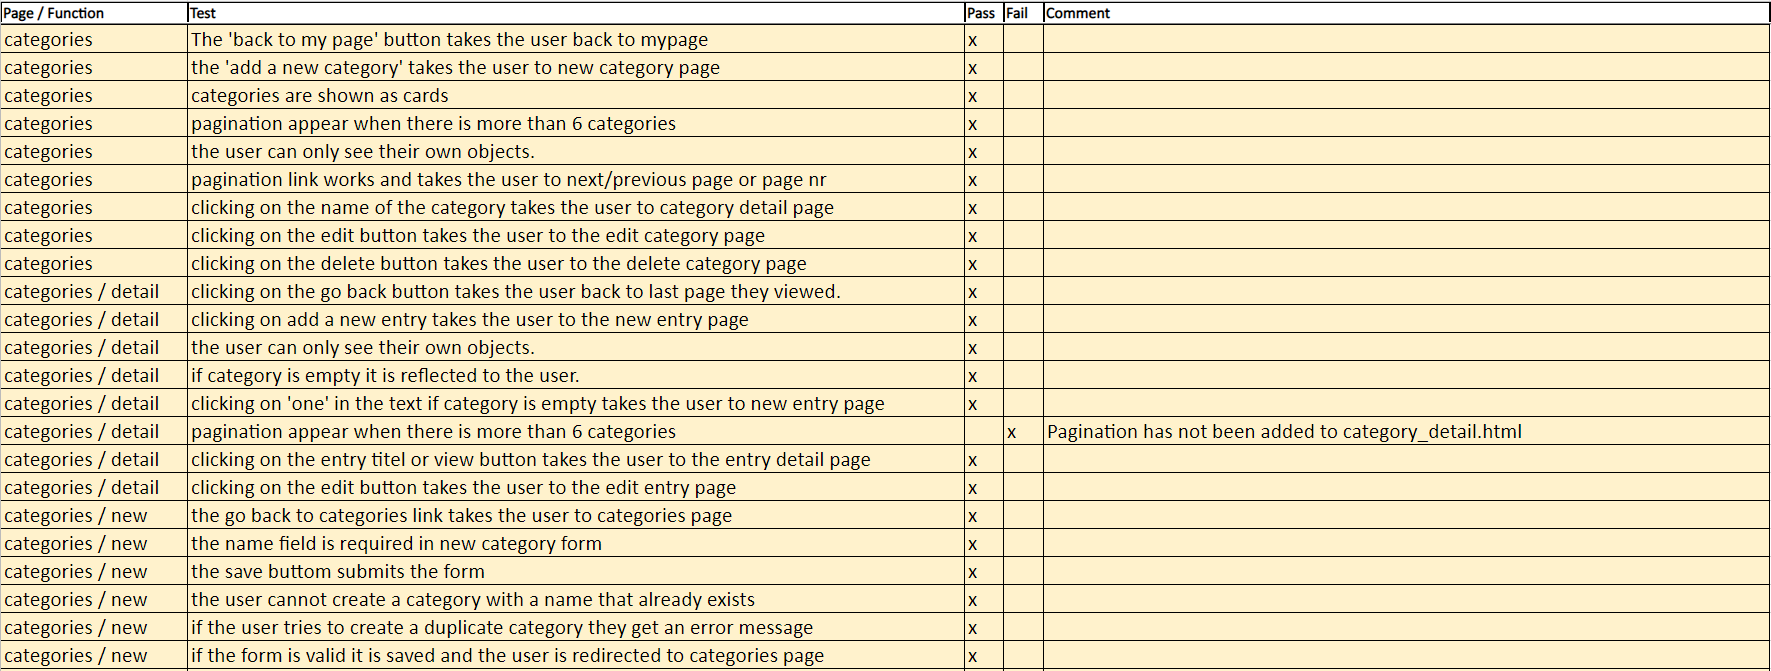 Page / Function Test Pass Fail Comment
categories The 'back to my page' button takes the user back to mypage x
categories the 'add a new category' takes the user to new category page x
categories categories are shown as cards x
categories pagination appear when there is more than 6 categories x
categories the user can only see their own objects. x
categories pagination link works and takes the user to next/previous page or page nr x
categories clicking on the name of the category takes the user to category detail page x
categories clicking on the edit button takes the user to the edit category page x
categories clicking on the delete button takes the user to the delete category page x
categories / detail clicking on the go back button takes the user back to last page they viewed. x
categories / detail clicking on add a new entry takes the user to the new entry page x
categories / detail the user can only see their own objects. x
categories / detail if category is empty it is reflected to the user. x
categories / detail clicking on 'one' in the text if category is empty takes the user to new entry page x
categories / detail pagination appear when there is more than 6 categories x Pagination has not been added to category_detail.html
categories / detail clicking on the entry titel or view button takes the user to the entry detail page x
categories / detail clicking on the edit button takes the user to the edit entry page x
categories / new the go back to categories link takes the user to categories page x
categories / new the name field is required in new category form x
categories / new the save buttom submits the form x
categories / new the user cannot create a category with a name that already exists x
categories / new if the user tries to create a duplicate category they get an error message x
categories / new if the form is valid it is saved and the user is redirected to categories page x